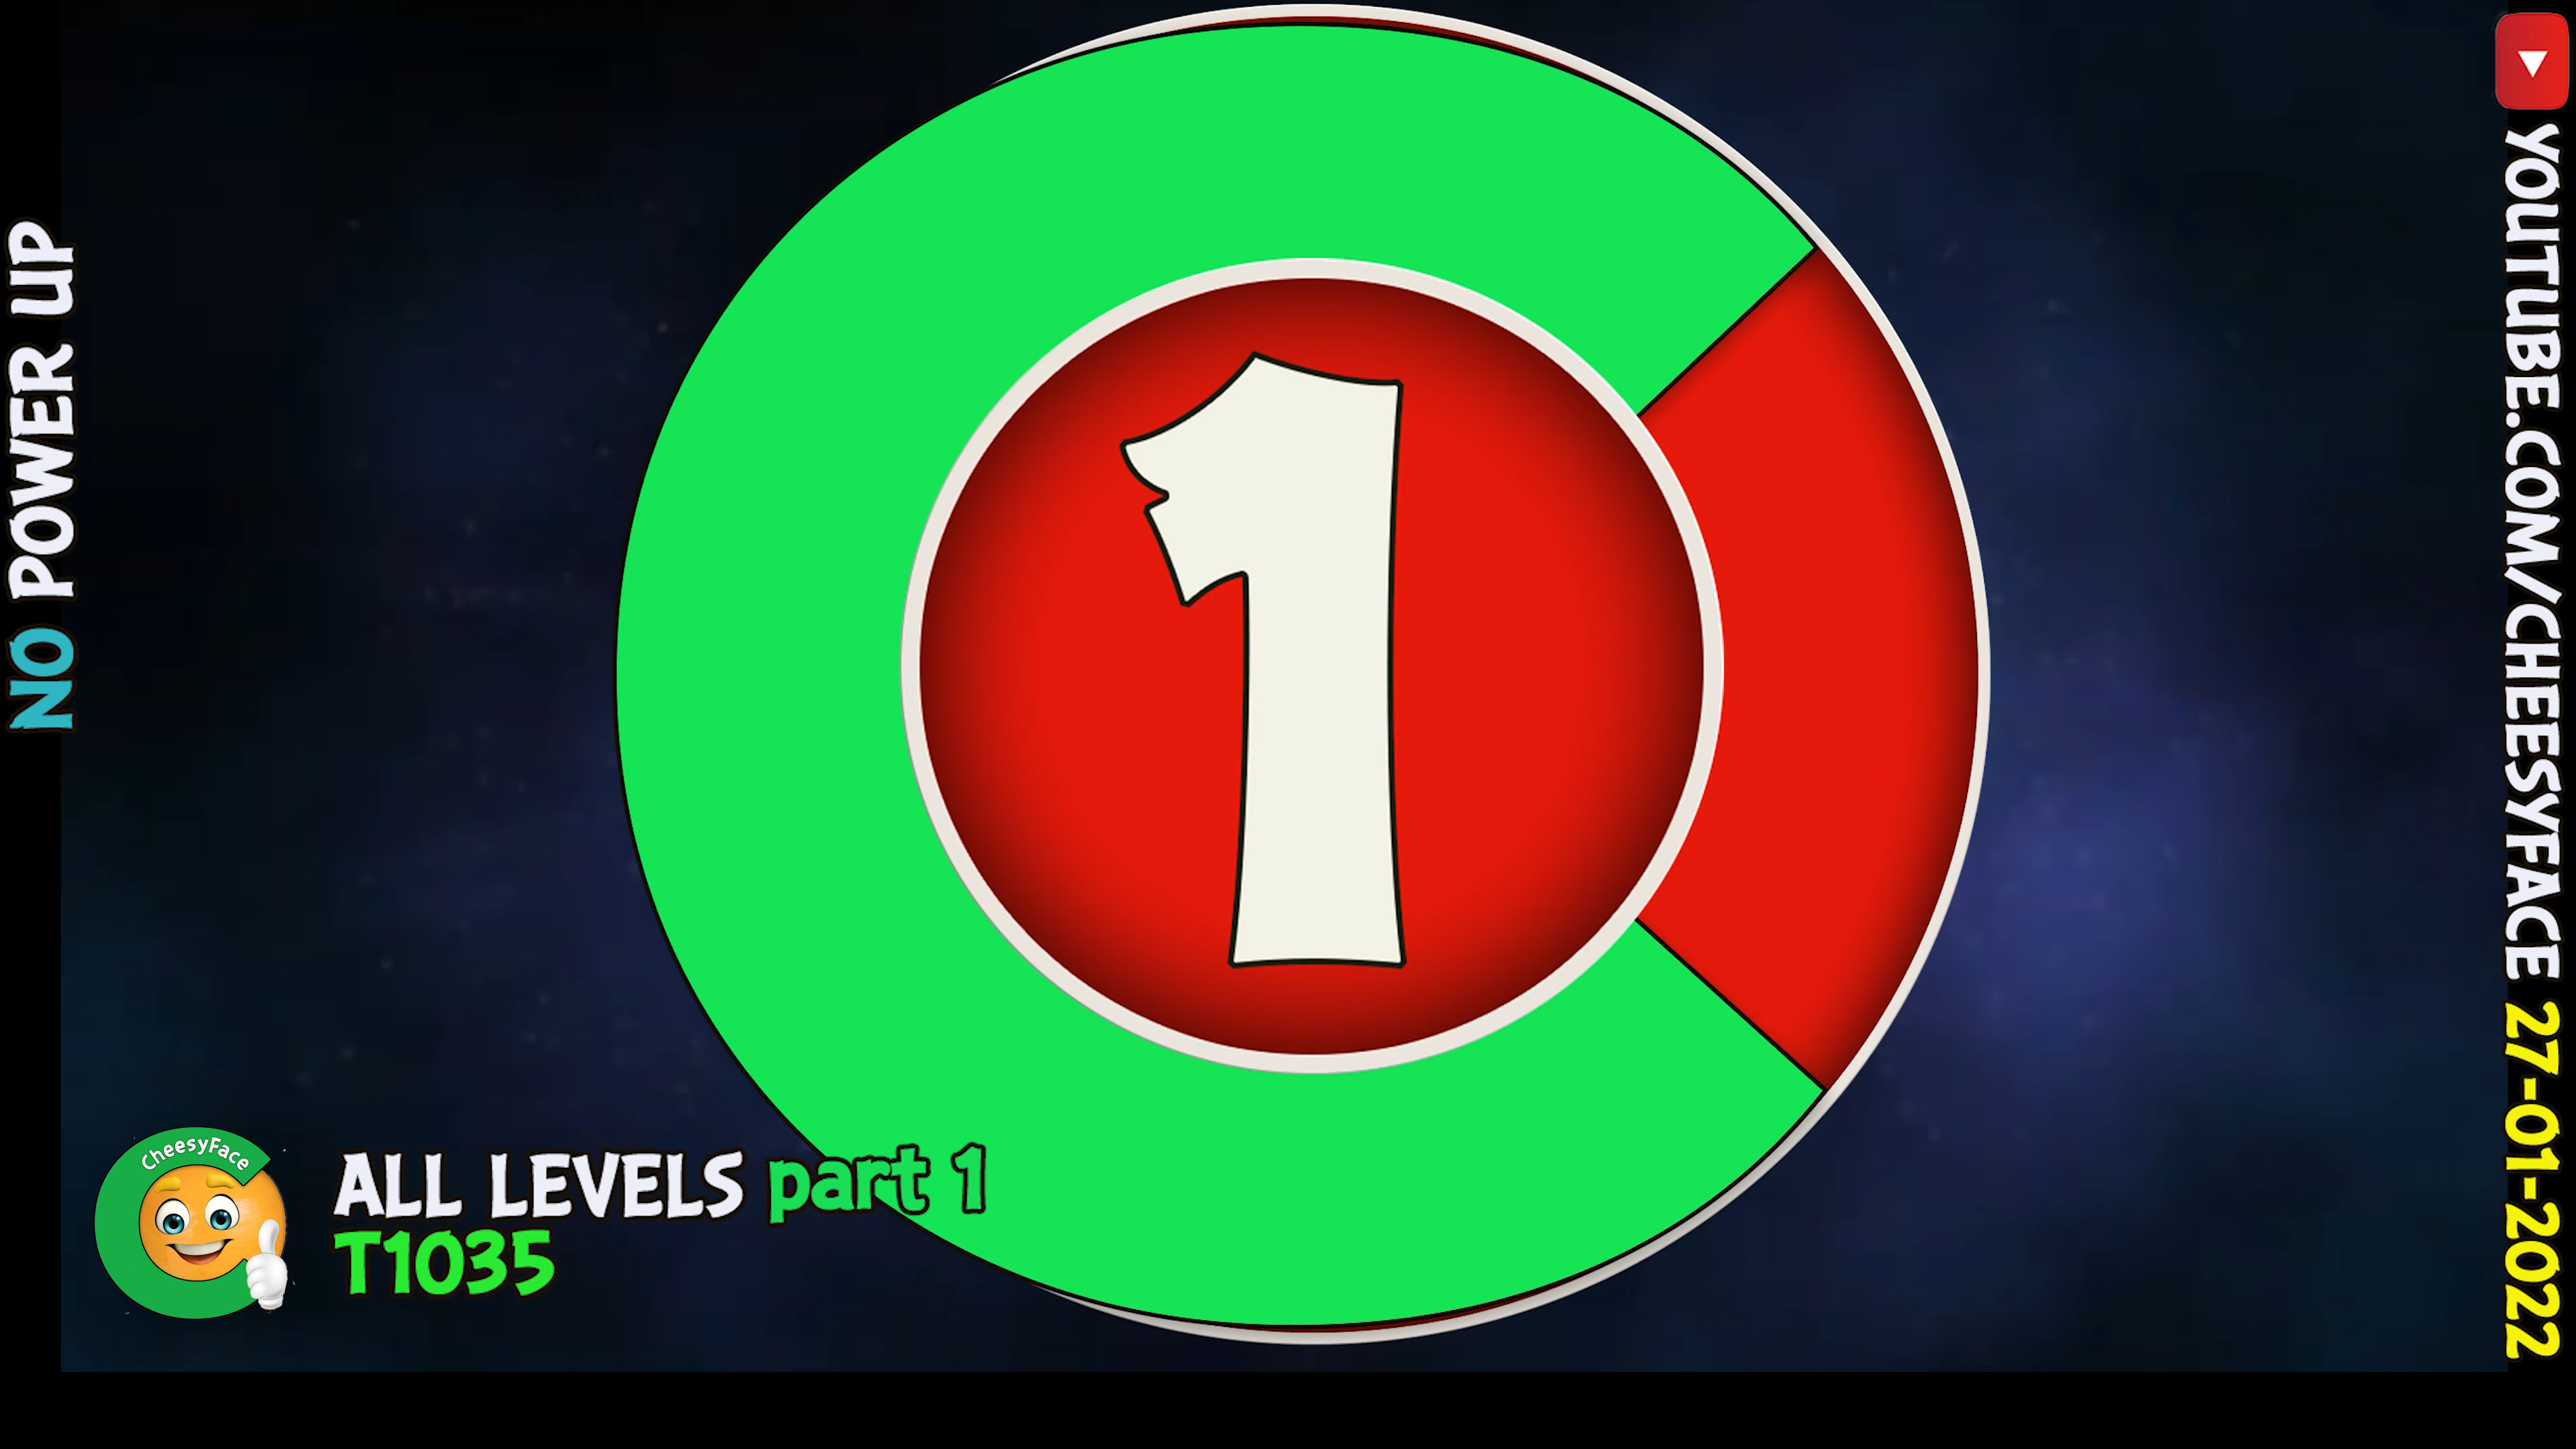 NO POWER UP
1
CheesyFace
ALL LEVELS part 1
T1035
YOUTUBE.COM/CHEESYFACE 27-01-2022